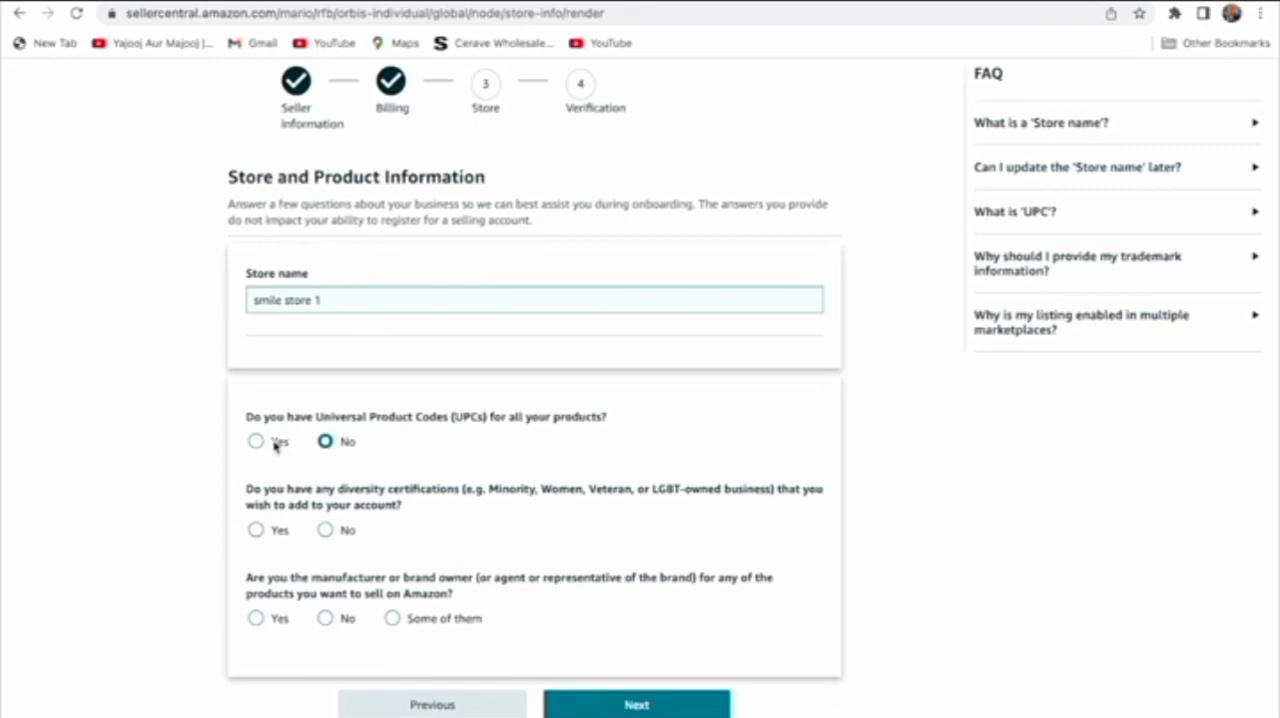 sellercentral.amazon.com/mario/rfb/orbis-individual/global/node/store-info/render
New Tab
Yajooj Aur Majooj |...
Gmail
YouTube
Maps
Cerave Wholesale...
YouTube
Other Bookmarks
Seller
information
Billing
3
Store
4
Verification
Store and Product Information
Answer a few questions about your business so we can best assist you during onboarding. The answers you provide
do not impact your ability to register for a selling account.
Store name
smile store 1
Do you have Universal Product Codes (UPCs) for all your products?
Yes No
Do you have any diversity certifications (e.g. Minority, Women, Veteran, or LGBT-owned business) that you
wish to add to your account?
Yes No
Are you the manufacturer or brand owner (or agent or representative of the brand) for any of the
products you want to sell on Amazon?
Yes No Some of them
Previous
Next
FAQ
What is a 'Store name'?
Can I update the 'Store name' later?
What is 'UPC'?
Why should I provide my trademark
information?
Why is my listing enabled in multiple
marketplaces?